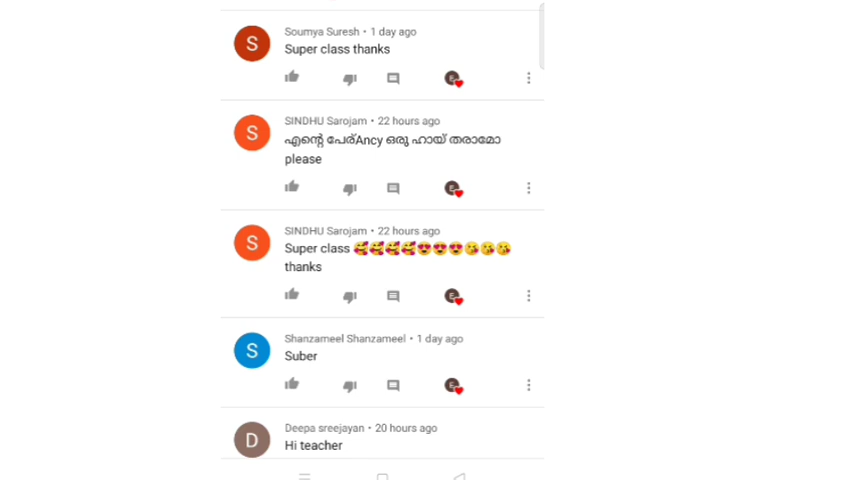 Soumya Suresh • 1 day ago
Super class thanks
SINDHU Sarojam • 22 hours ago
എന്റെ പേര്Ancy ഒരു ഹായ് തരാമോ
please
SINDHU Sarojam • 22 hours ago
Super class 🥰🥰🥰🥰😍😍😍😘😘😘
thanks
Shanzameel Shanzameel • 1 day ago
Suber
Deepa sreejayan • 20 hours ago
Hi teacher